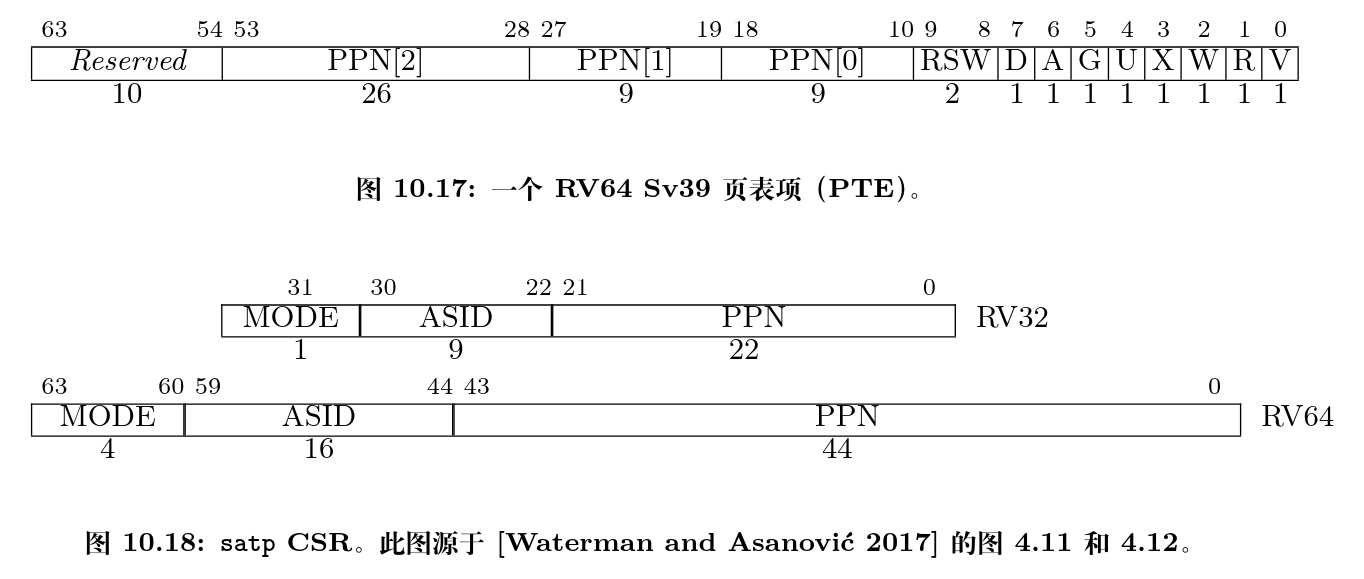 63 54 53 28 27 19 18 10 9 8 7 6 5 4 3 2 1 0
Reserved PPN[2] PPN[1] PPN[0] RSW D A G U X W R V
10 26 9 9 2 1 1 1 1 1 1 1 1
图 10.17: 一个 RV64 Sv39 页表项（PTE）。
31 30 22 21 0
MODE ASID PPN RV32
1 9 22
63 60 59 44 43 0
MODE ASID PPN RV64
4 16 44
图 10.18: satp CSR。此图源于 [Waterman and Asanović 2017] 的图 4.11 和 4.12。